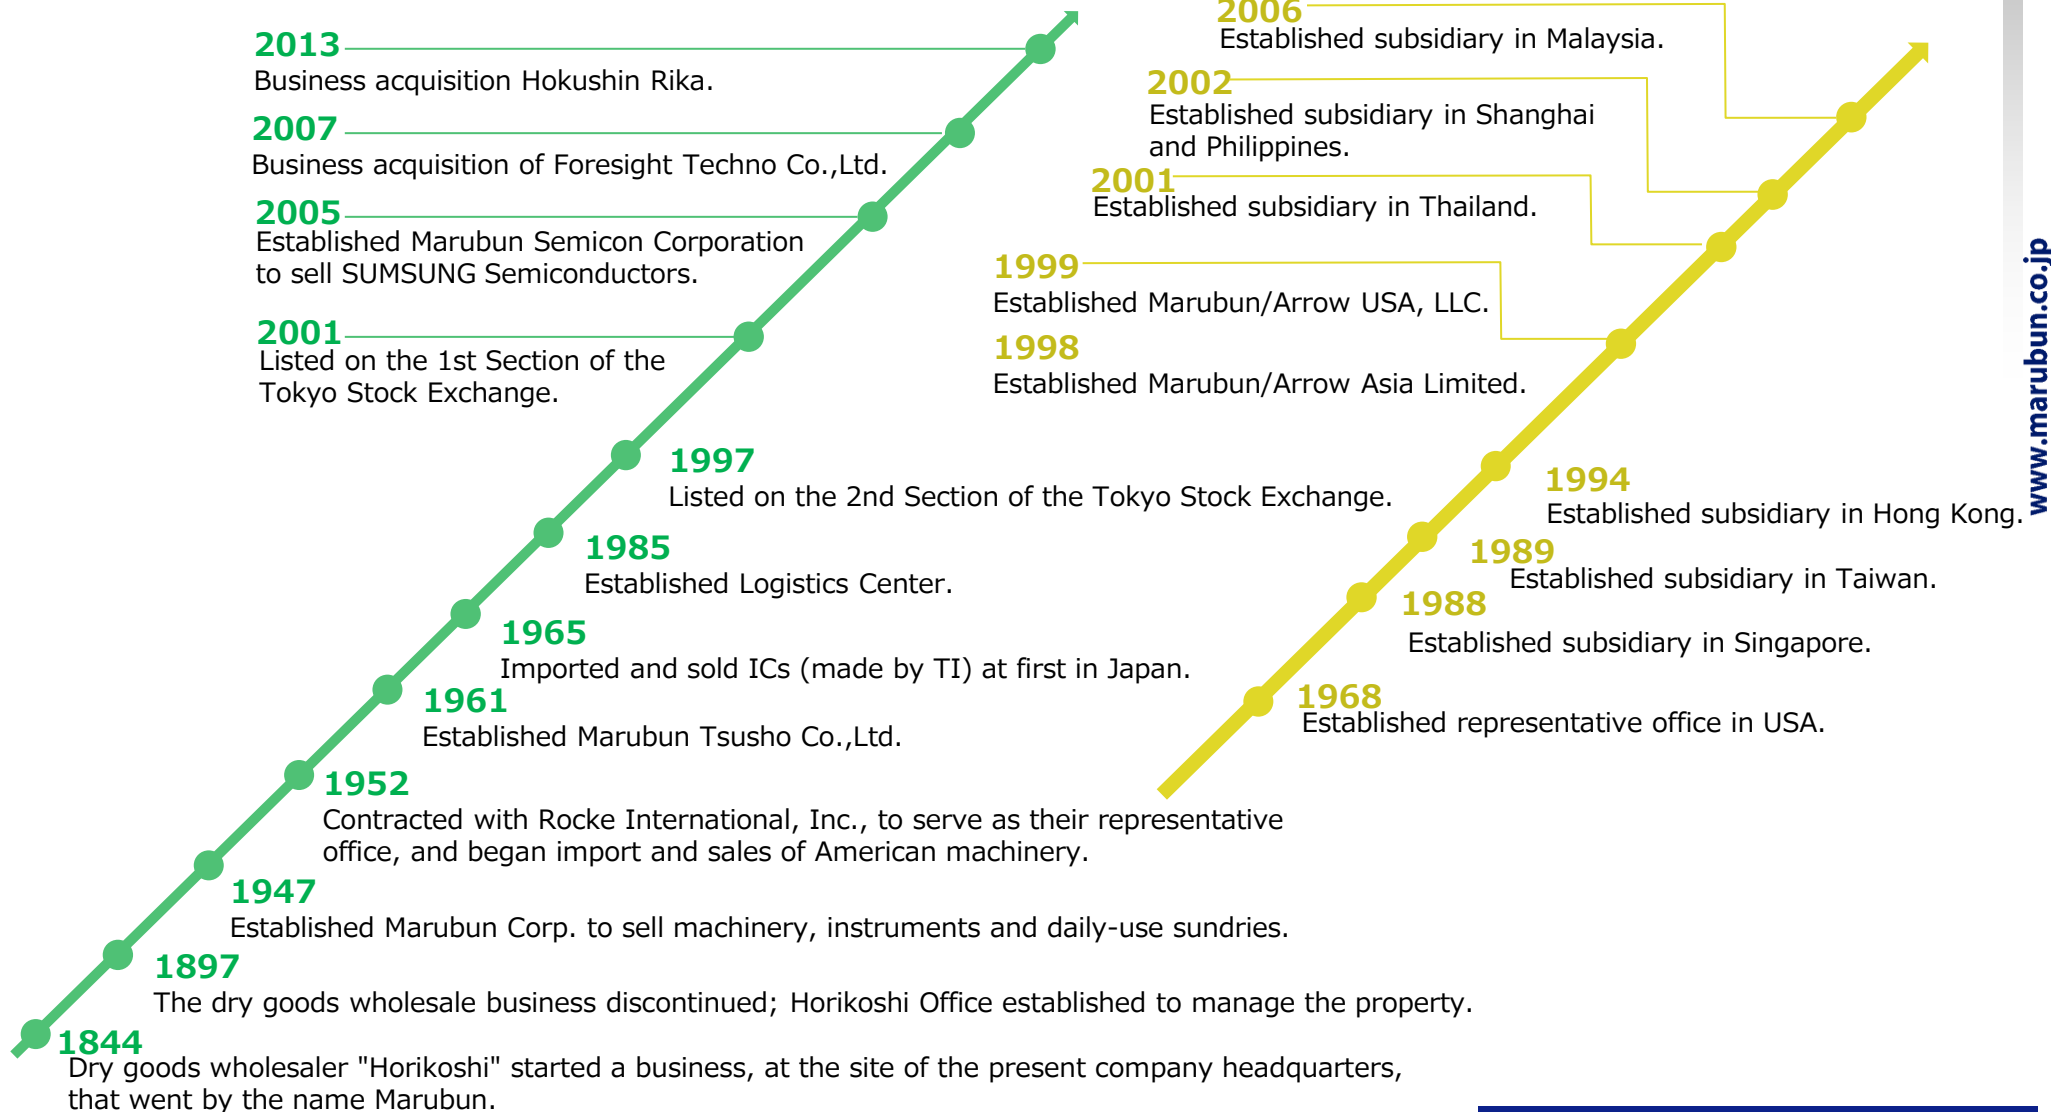 2013
Business acquisition Hokushin Rika.
2007
Business acquisition of Foresight Techno Co.,Ltd.
2005
Established Marubun Semicon Corporation
to sell SUMSUNG Semiconductors.
2001
Listed on the 1st Section of the
Tokyo Stock Exchange.
1997
Listed on the 2nd Section of the Tokyo Stock Exchange.
1985
Established Logistics Center.
1965
Imported and sold ICs (made by TI) at first in Japan.
1961
Established Marubun Tsusho Co.,Ltd.
1952
Contracted with Rocke International, Inc., to serve as their representative
office, and began import and sales of American machinery.
1947
Established Marubun Corp. to sell machinery, instruments and daily-use sundries.
1897
The dry goods wholesale business discontinued; Horikoshi Office established to manage the property.
1844
Dry goods wholesaler "Horikoshi" started a business, at the site of the present company headquarters,
that went by the name Marubun.
2006
Established subsidiary in Malaysia.
2002
Established subsidiary in Shanghai
and Philippines.
2001
Established subsidiary in Thailand.
1999
Established Marubun/Arrow USA, LLC.
1998
Established Marubun/Arrow Asia Limited.
1994
Established subsidiary in Hong Kong.
1989
Established subsidiary in Taiwan.
1988
Established subsidiary in Singapore.
1968
Established representative office in USA.
www.marubun.co.jp